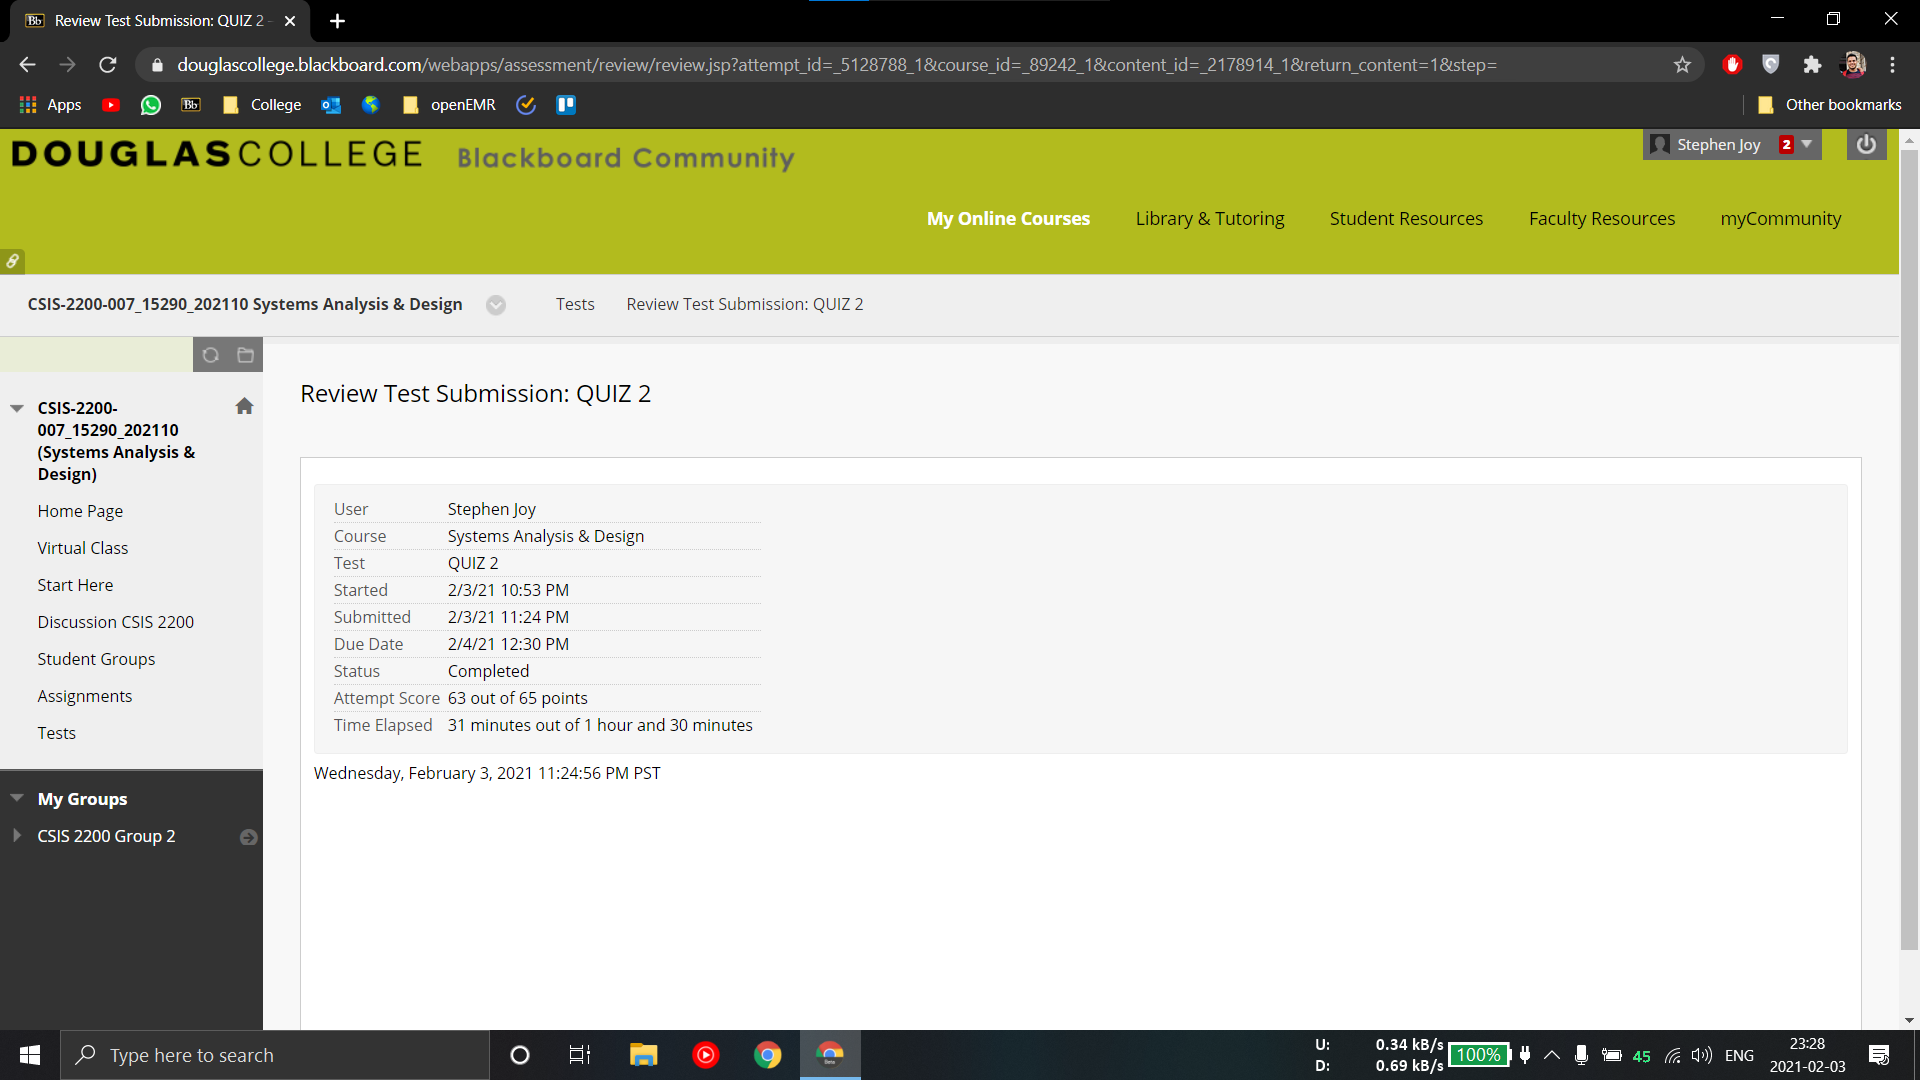 Review Test Submission: QUIZ 2 -
douglascollege.blackboard.com/webapps/assessment/review/review.jsp?attempt_id=_5128788_1&course_id=_89242_1&content_id=_2178914_1&return_content=1&step=
Apps
Bb
College
openEMR
Other bookmarks
DOUGLASCOLLEGE Blackboard Community
Stephen Joy 2
My Online Courses Library & Tutoring Student Resources Faculty Resources myCommunity
CSIS-2200-007_15290_202110 Systems Analysis & Design Tests Review Test Submission: QUIZ 2
CSIS-2200-
007_15290_202110
(Systems Analysis &
Design)
Home Page
Virtual Class
Start Here
Discussion CSIS 2200
Student Groups
Assignments
Tests
My Groups
CSIS 2200 Group 2
Review Test Submission: QUIZ 2
User Stephen Joy
Course Systems Analysis & Design
Test QUIZ 2
Started 2/3/21 10:53 PM
Submitted 2/3/21 11:24 PM
Due Date 2/4/21 12:30 PM
Status Completed
Attempt Score 63 out of 65 points
Time Elapsed 31 minutes out of 1 hour and 30 minutes
Wednesday, February 3, 2021 11:24:56 PM PST
Type here to search
U: 0.34 kB/s
D: 0.69 kB/s
100%
45
ENG
23:28
2021-02-03